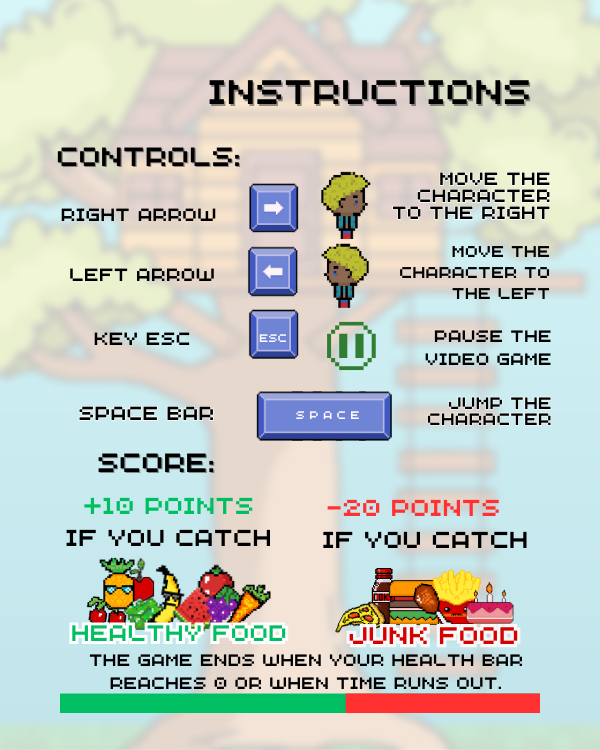 INSTRUCTIONS
CONTROLS:
RIGHT ARROW
MOVE THE
CHARACTER
TO THE RIGHT
LEFT ARROW
MOVE THE
CHARACTER TO
THE LEFT
KEY ESC
ESC
PAUSE THE
VIDEO GAME
SPACE BAR
SPACE
JUMP THE
CHARACTER
SCORE:
+10 POINTS
IF YOU CATCH
HEALTHY FOOD
-20 POINTS
IF YOU CATCH
JUNK FOOD
THE GAME ENDS WHEN YOUR HEALTH BAR
REACHES 0 OR WHEN TIME RUNS OUT.